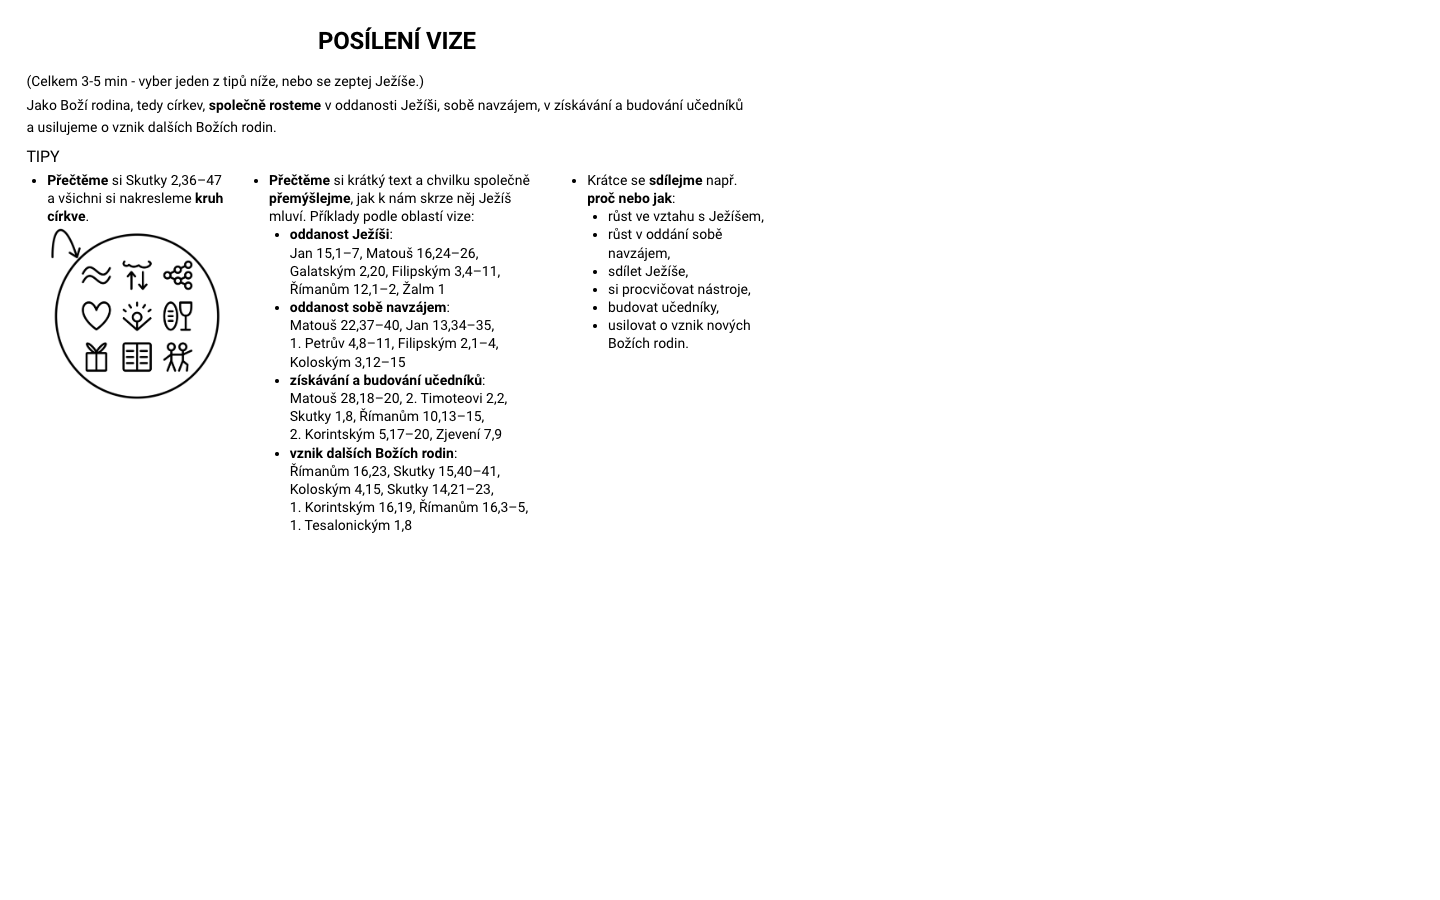 POSÍLENÍ VIZE
(Celkem 3-5 min - vyber jeden z tipů níže, nebo se zeptej Ježíše.)
Jako Boží rodina, tedy církev, společně rosteme v oddanosti Ježíši, sobě navzájem, v získávání a budování učedníků
a usilujeme o vznik dalších Božích rodin.
TIPY
• Přečtěme si Skutky 2,36–47
a všichni si nakresleme kruh
církve.
• Přečtěme si krátký text a chvilku společně
přemýšlejme, jak k nám skrze něj Ježíš
mluví. Příklady podle oblastí vize:
• oddanost Ježíši:
Jan 15,1–7, Matouš 16,24–26,
Galatským 2,20, Filipským 3,4–11,
Římanům 12,1–2, Žalm 1
• oddanost sobě navzájem:
Matouš 22,37–40, Jan 13,34–35,
1. Petrův 4,8–11, Filipským 2,1–4,
Koloským 3,12–15
• získávání a budování učedníků:
Matouš 28,18–20, 2. Timoteovi 2,2,
Skutky 1,8, Římanům 10,13–15,
2. Korintským 5,17–20, Zjevení 7,9
• vznik dalších Božích rodin:
Římanům 16,23, Skutky 15,40–41,
Koloským 4,15, Skutky 14,21–23,
1. Korintským 16,19, Římanům 16,3–5,
1. Tesalonickým 1,8
• Krátce se sdílejme např.
proč nebo jak:
• růst ve vztahu s Ježíšem,
• růst v oddání sobě
navzájem,
• sdílet Ježíše,
• si procvičovat nástroje,
• budovat učedníky,
• usilovat o vznik nových
Božích rodin.